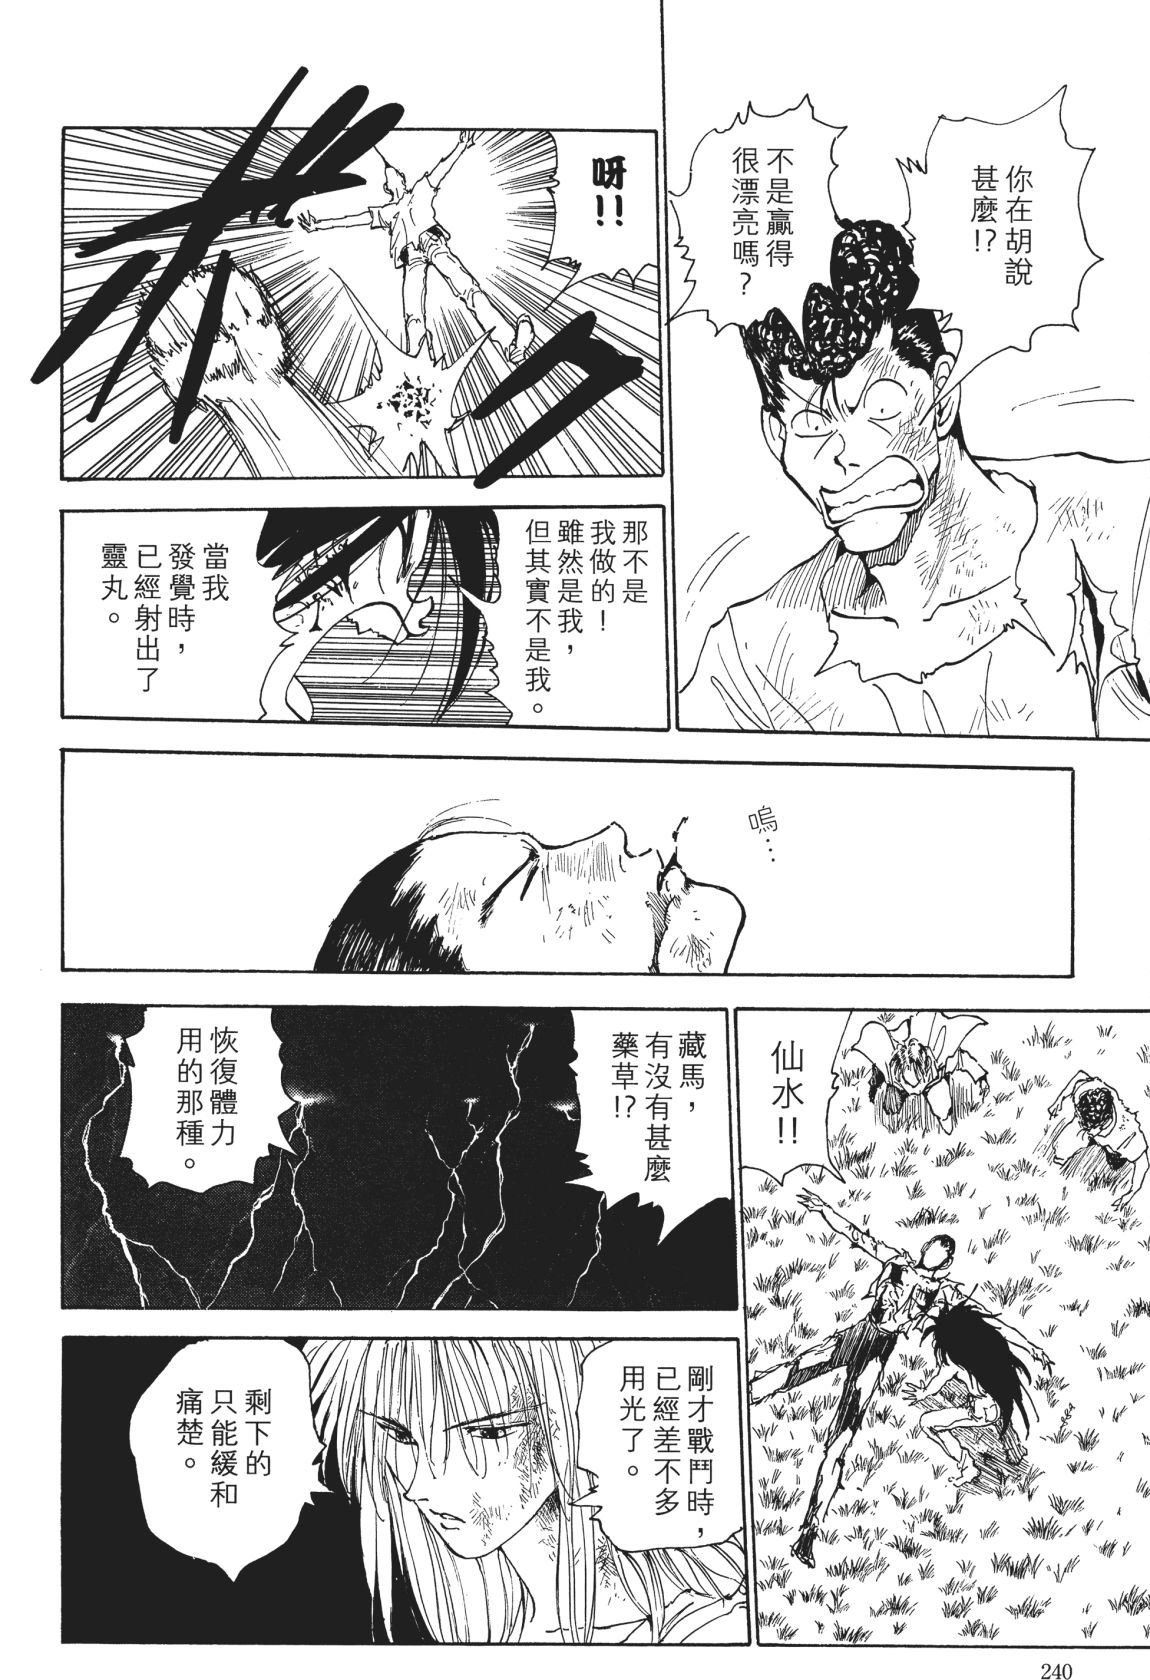 你在胡說
甚麼!?
不是贏得
很漂亮嗎？
呀!!
那不是
我做的！
雖然是我，
但其實不是我。
當我
發覺時，
已經射出了
靈丸。
嗚…
仙水!!
藏馬，
有沒有甚麼
藥草!?
恢復體力
用的那種。
剛才戰鬥時，
已經差不多
用光了。
剩下的
只能緩和
痛楚。
240